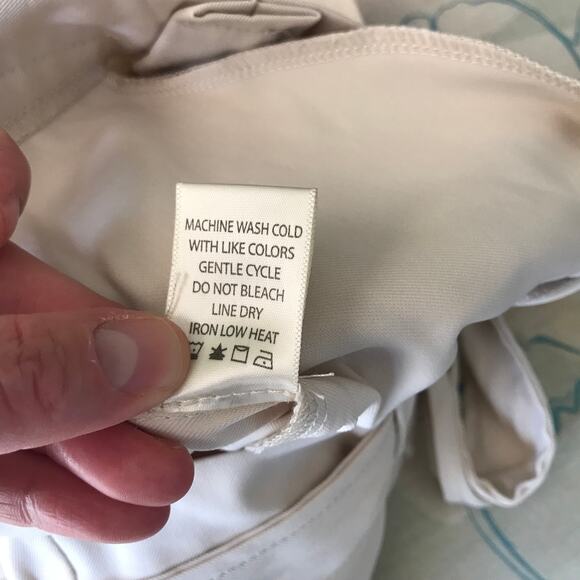 MACHINE WASH COLD
WITH LIKE COLORS
GENTLE CYCLE
DO NOT BLEACH
LINE DRY
IRON LOW HEAT